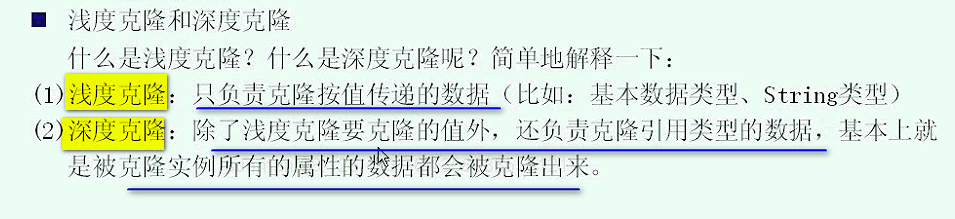 浅度克隆和深度克隆
什么是浅度克隆？什么是深度克隆呢？简单地解释一下：
(1)浅度克隆：只负责克隆按值传递的数据（比如：基本数据类型、String类型）
(2)深度克隆：除了浅度克隆要克隆的值外，还负责克隆引用类型的数据，基本上就
是被克隆实例所有的属性的数据都会被克隆出来。